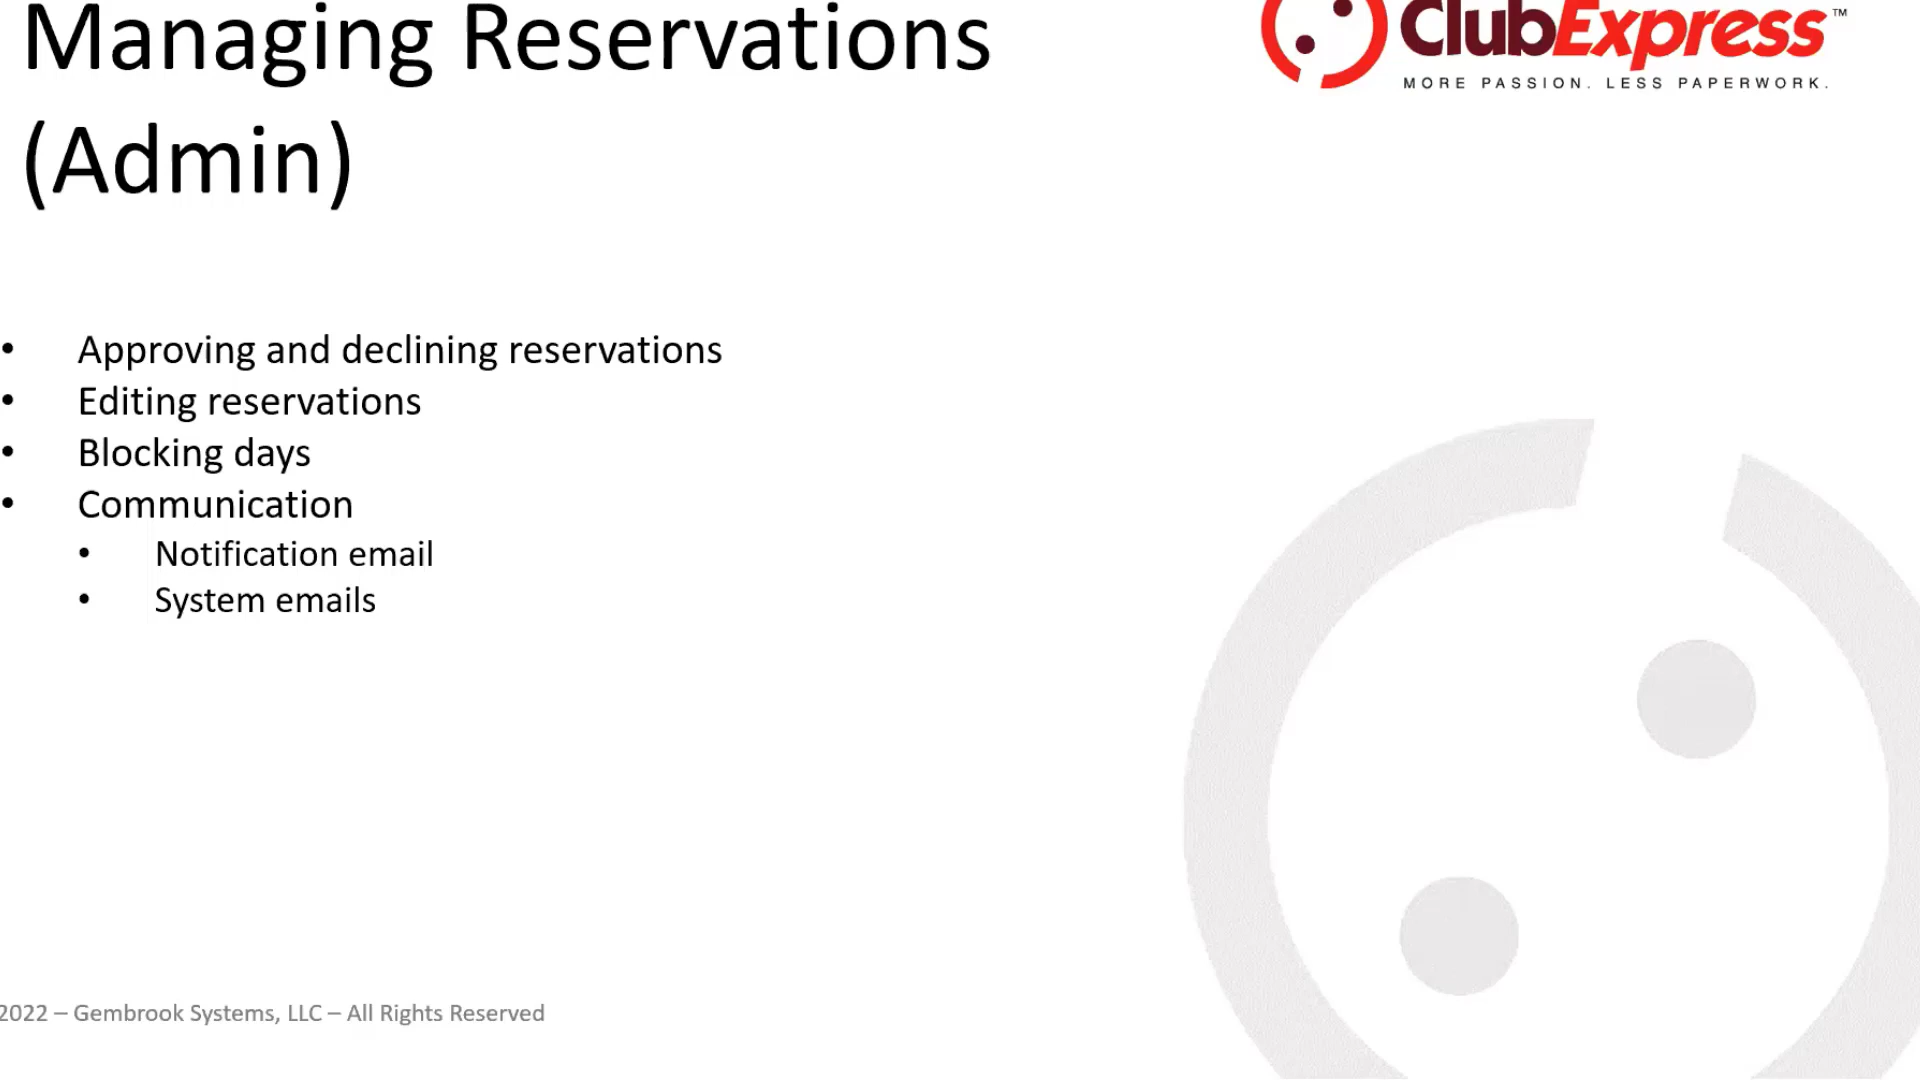 Managing Reservations
(Admin)
ClubExpress™
MORE PASSION. LESS PAPERWORK.
• Approving and declining reservations
• Editing reservations
• Blocking days
• Communication
• Notification email
• System emails
2022 – Gembrook Systems, LLC – All Rights Reserved